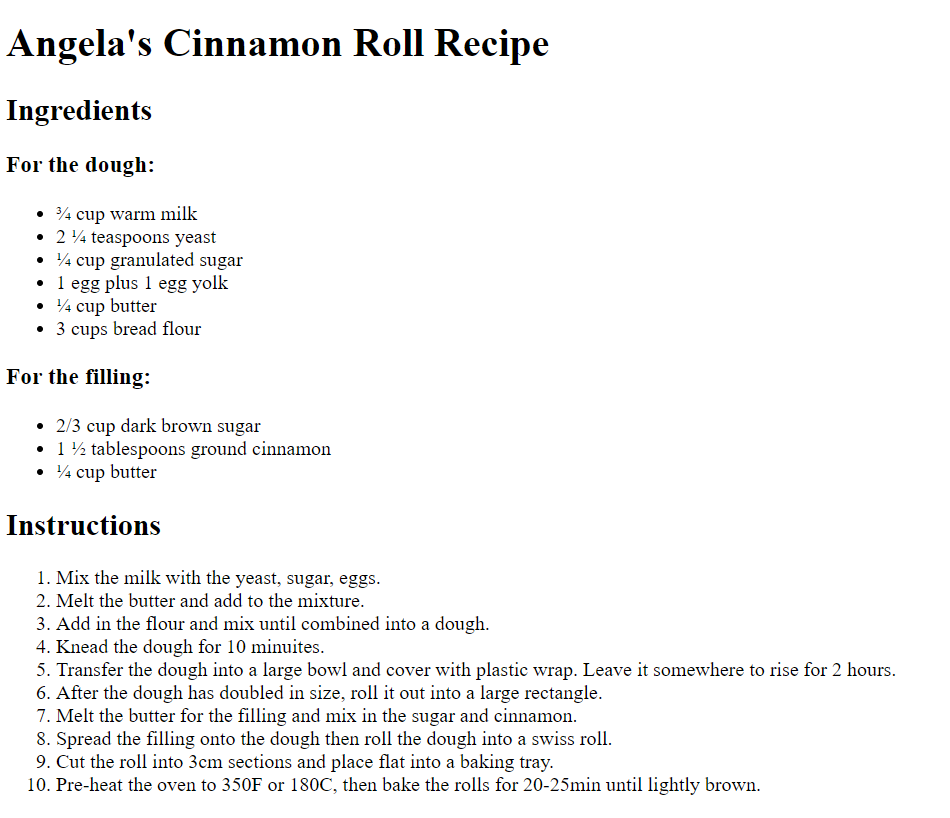 Angela's Cinnamon Roll Recipe
Ingredients
For the dough:
• ¾ cup warm milk
• 2 ¼ teaspoons yeast
• ¼ cup granulated sugar
• 1 egg plus 1 egg yolk
• ¼ cup butter
• 3 cups bread flour
For the filling:
• 2/3 cup dark brown sugar
• 1 ½ tablespoons ground cinnamon
• ¼ cup butter
Instructions
1. Mix the milk with the yeast, sugar, eggs.
2. Melt the butter and add to the mixture.
3. Add in the flour and mix until combined into a dough.
4. Knead the dough for 10 minuites.
5. Transfer the dough into a large bowl and cover with plastic wrap. Leave it somewhere to rise for 2 hours.
6. After the dough has doubled in size, roll it out into a large rectangle.
7. Melt the butter for the filling and mix in the sugar and cinnamon.
8. Spread the filling onto the dough then roll the dough into a swiss roll.
9. Cut the roll into 3cm sections and place flat into a baking tray.
10. Pre-heat the oven to 350F or 180C, then bake the rolls for 20-25min until lightly brown.